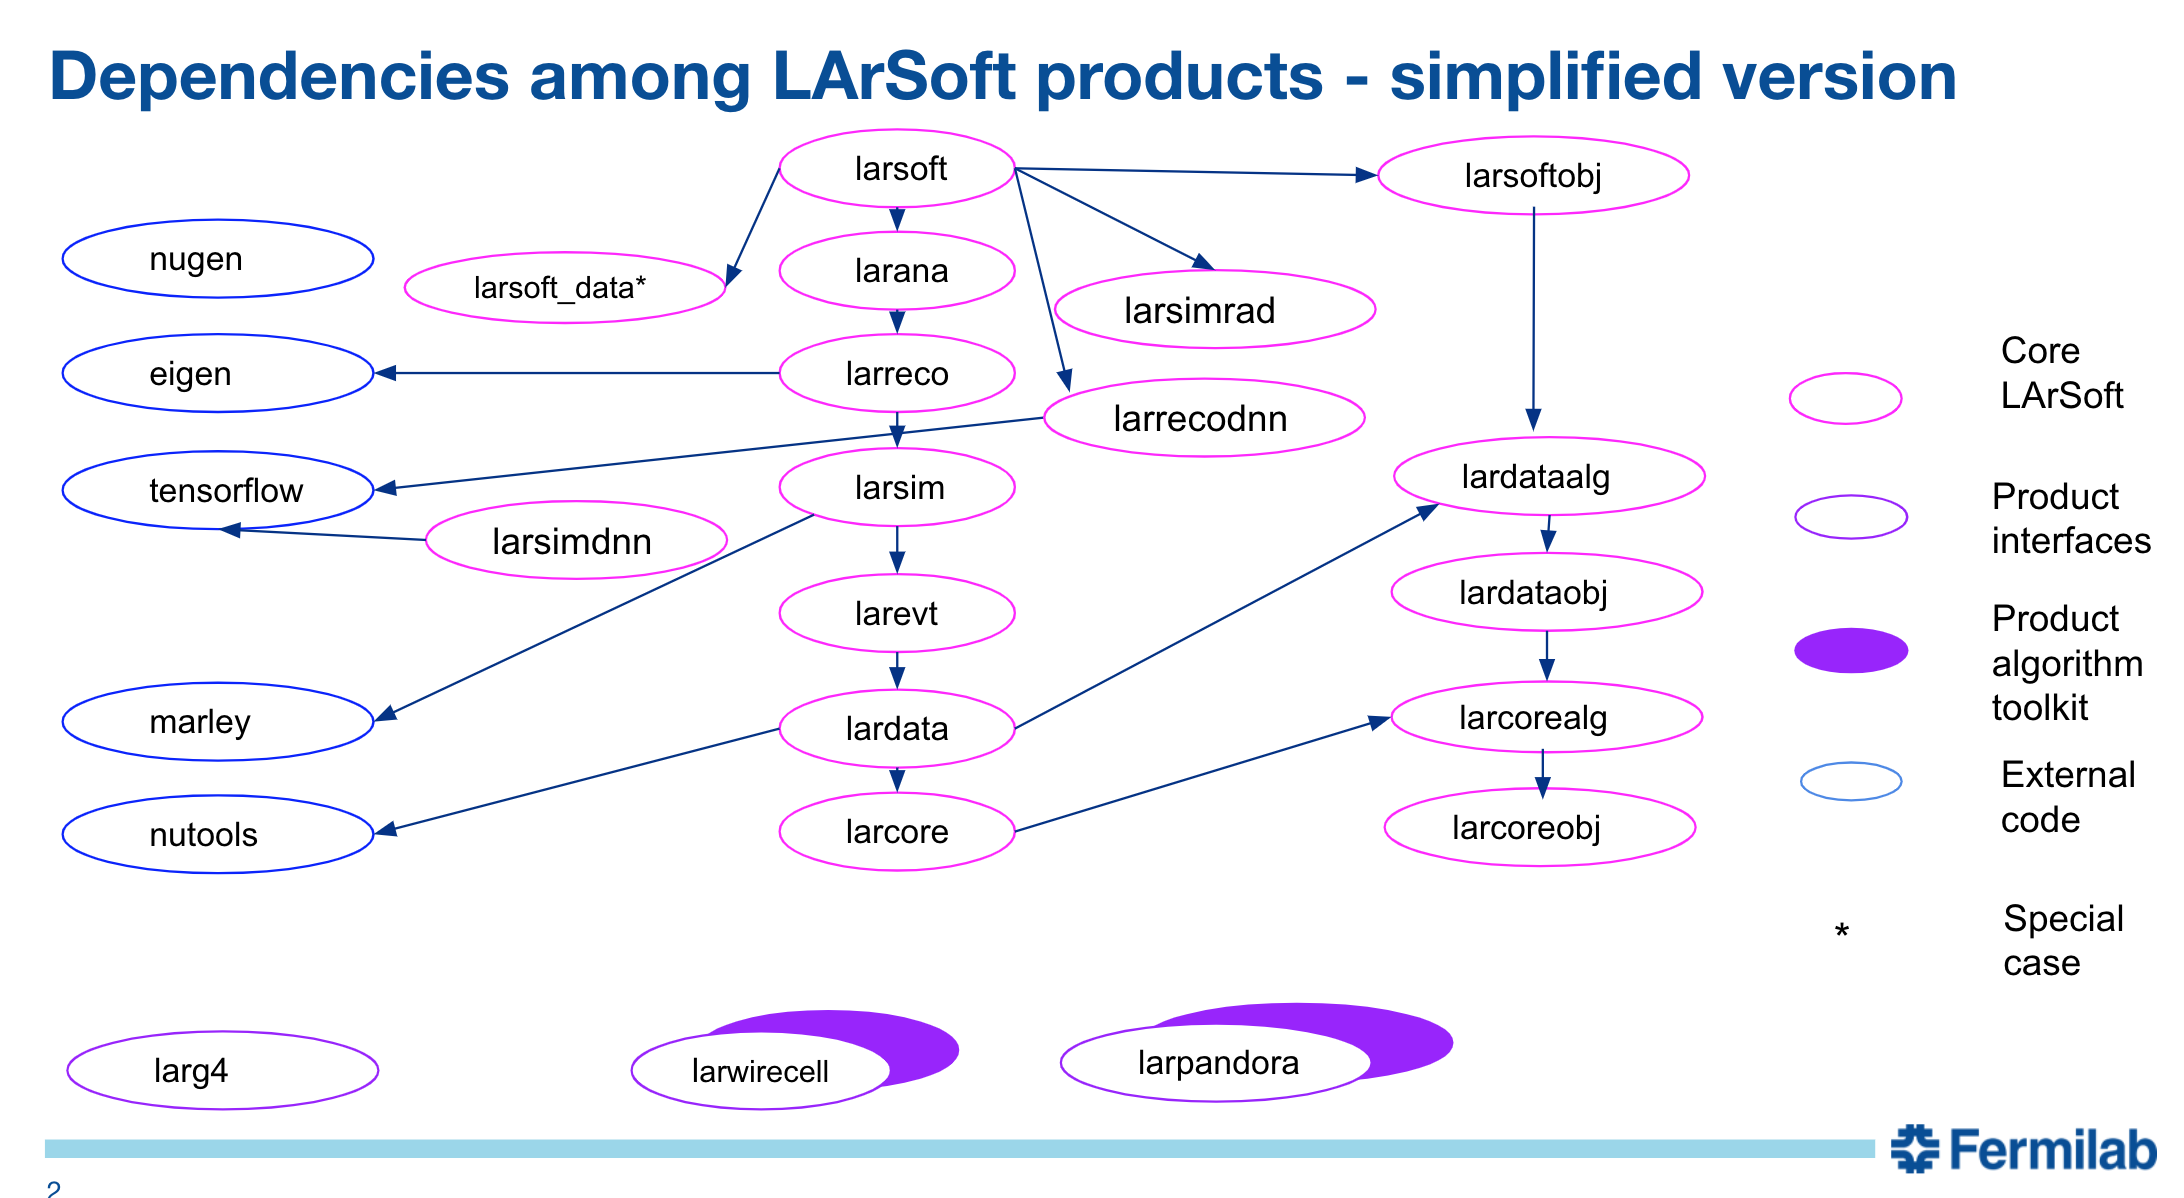 Dependencies among LArSoft products - simplified version
larsoft
larsoftobj
nugen
larsoft_data*
larana
larsimrad
eigen
larreco
larrecodnn
tensorflow
larsimdnn
larsim
lardataalg
larevt
lardataobj
marley
lardata
larcorealg
nutools
larcore
larcoreobj
Core
LArSoft
Product
interfaces
Product
algorithm
toolkit
External
code
*
Special
case
larg4
larwirecell
larpandora
Fermilab
2